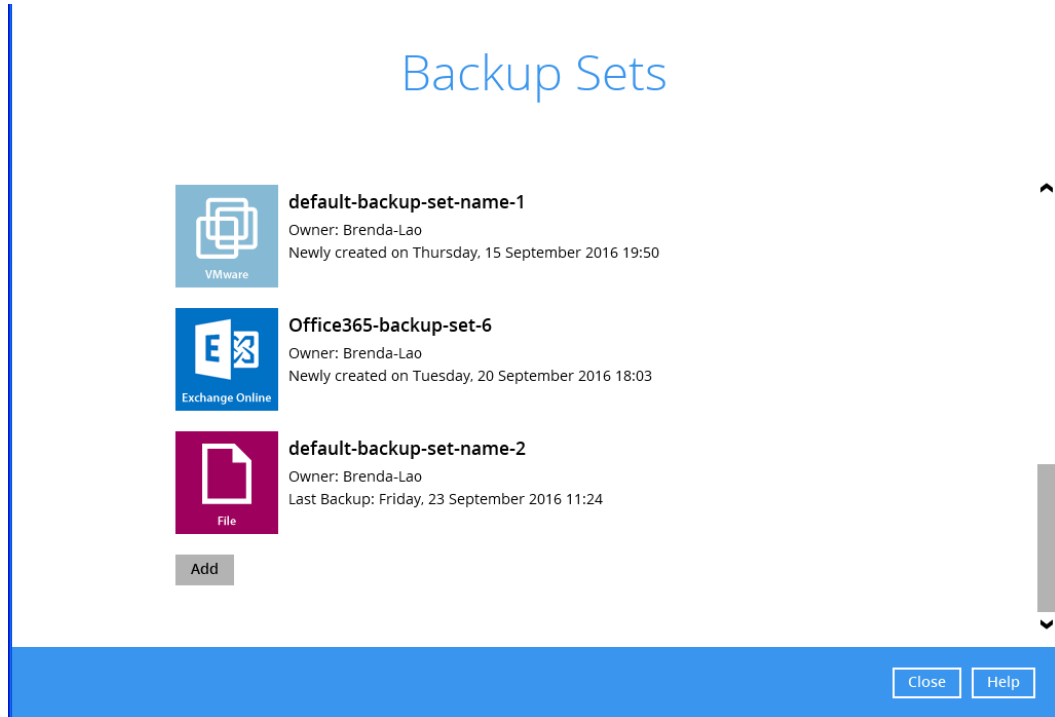 Backup Sets
default-backup-set-name-1
Owner: Brenda-Lao
Newly created on Thursday, 15 September 2016 19:50
VMware
Office365-backup-set-6
Owner: Brenda-Lao
Newly created on Tuesday, 20 September 2016 18:03
E
Exchange Online
default-backup-set-name-2
Owner: Brenda-Lao
Last Backup: Friday, 23 September 2016 11:24
File
Add
Close
Help